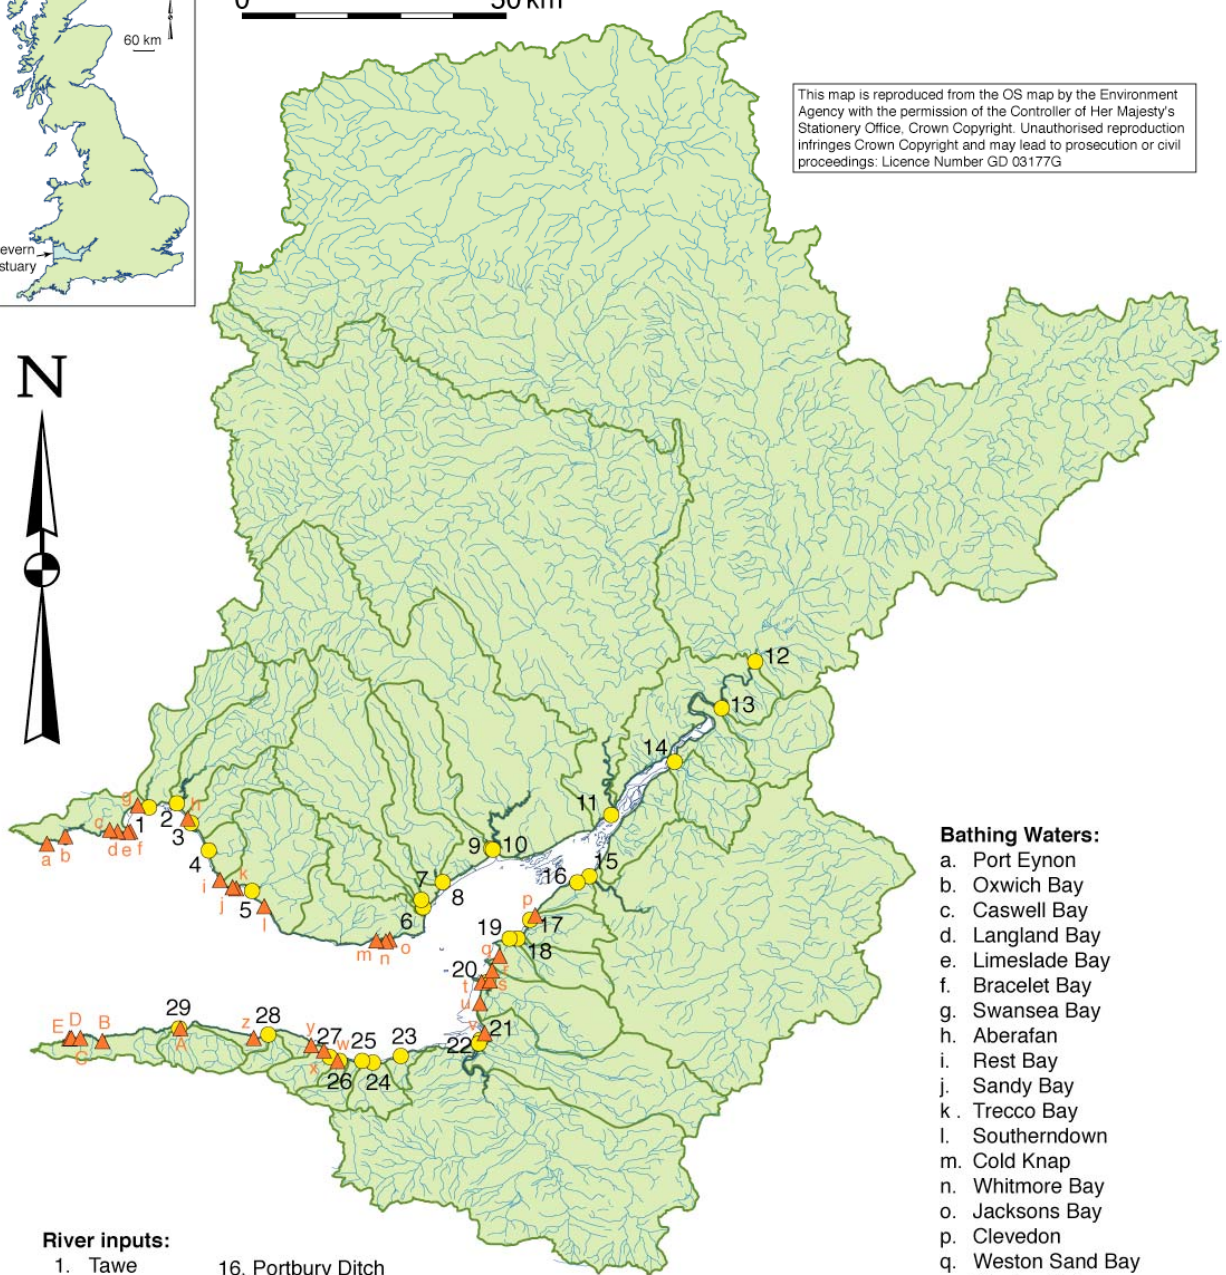 0 50 km
60 km
evern
stuary
This map is reproduced from the OS map by the Environment
Agency with the permission of the Controller of Her Majesty's
Stationery Office, Crown Copyright. Unauthorised reproduction
infringes Crown Copyright and may lead to prosecution or civil
proceedings: Licence Number GD 03177G
N
12
13
14
11
9 10
15
16
7
8
6
p
17
19
18
q
r
20
t s
u
v 21
22
g
h
1 2
3
c
a b d e f
4
i k
j 5
l
m n o
29
28
E D B
C
A
z
y
27 w 25 23
x
26 24
Bathing Waters:
a. Port Eynon
b. Oxwich Bay
c. Caswell Bay
d. Langland Bay
e. Limeslade Bay
f. Bracelet Bay
g. Swansea Bay
h. Aberafan
i. Rest Bay
j. Sandy Bay
k . Trecco Bay
l. Southerndown
m. Cold Knap
n. Whitmore Bay
o. Jacksons Bay
p. Clevedon
q. Weston Sand Bay
River inputs:
1. Tawe
16. Portbury Ditch